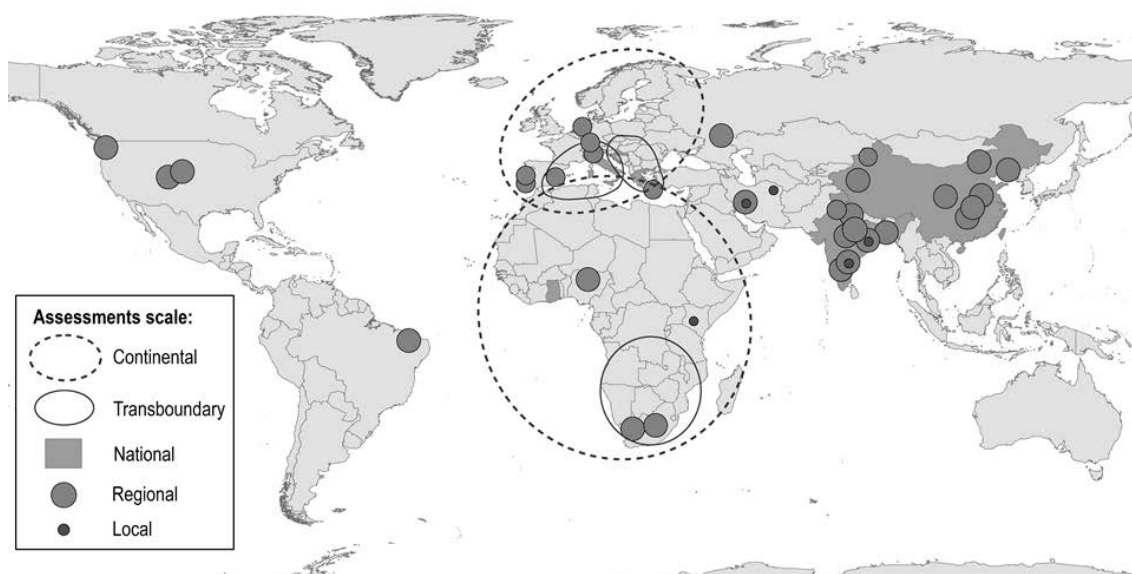 Assessments scale:
Continental
Transboundary
National
Regional
Local